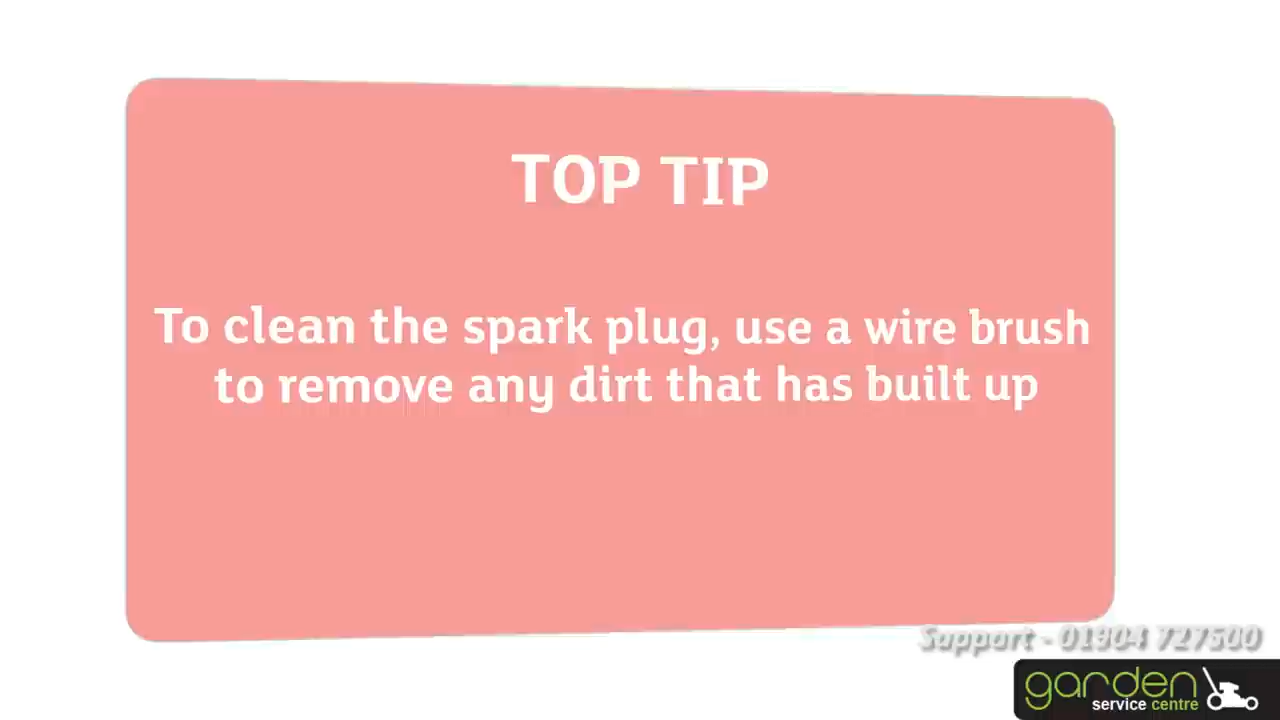 TOP TIP
To clean the spark plug, use a wire brush
to remove any dirt that has built up
Support - 01904 727500
garden
service centre